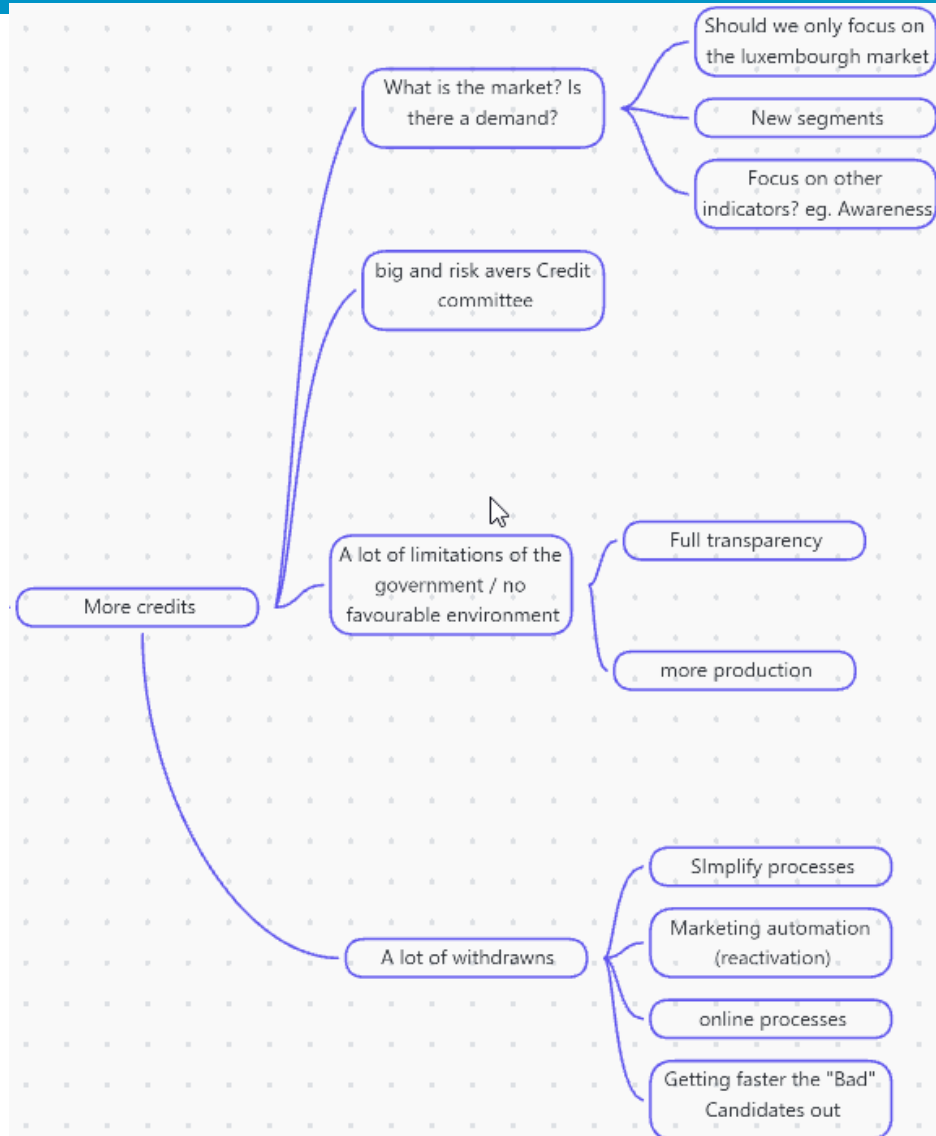 Should we only focus on
the luxembourgh market
What is the market? Is
there a demand?
New segments
Focus on other
indicators? eg. Awareness
big and risk avers Credit
committee
Full transparency
A lot of limitations of the
government / no
favourable environment
More credits
more production
SImplify processes
Marketing automation
(reactivation)
A lot of withdrawns
online processes
Getting faster the "Bad"
Candidates out